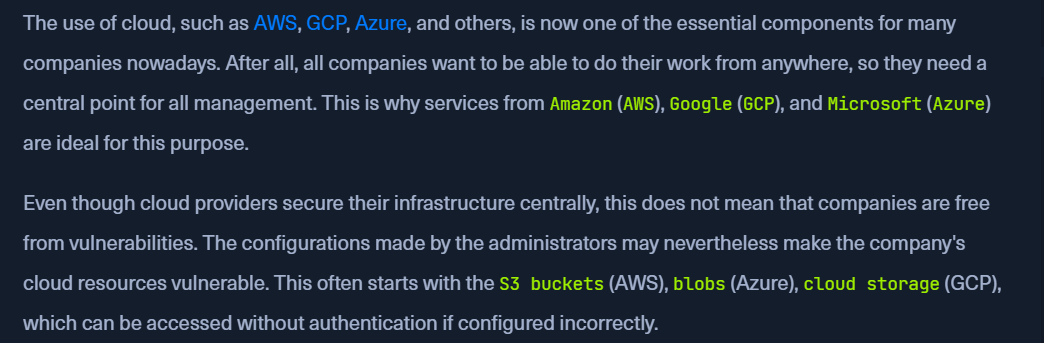 The use of cloud, such as AWS, GCP, Azure, and others, is now one of the essential components for many
companies nowadays. After all, all companies want to be able to do their work from anywhere, so they need a
central point for all management. This is why services from Amazon (AWS), Google (GCP), and Microsoft (Azure)
are ideal for this purpose.
Even though cloud providers secure their infrastructure centrally, this does not mean that companies are free
from vulnerabilities. The configurations made by the administrators may nevertheless make the company's
cloud resources vulnerable. This often starts with the S3 buckets (AWS), blobs (Azure), cloud storage (GCP),
which can be accessed without authentication if configured incorrectly.